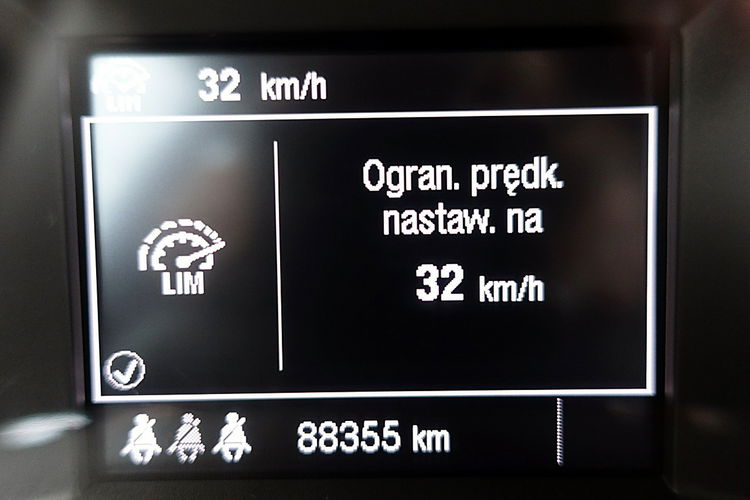 LIM 32 km/h
Ogran. prędk.
nastaw. na
32 km/h
LIM
88355 km